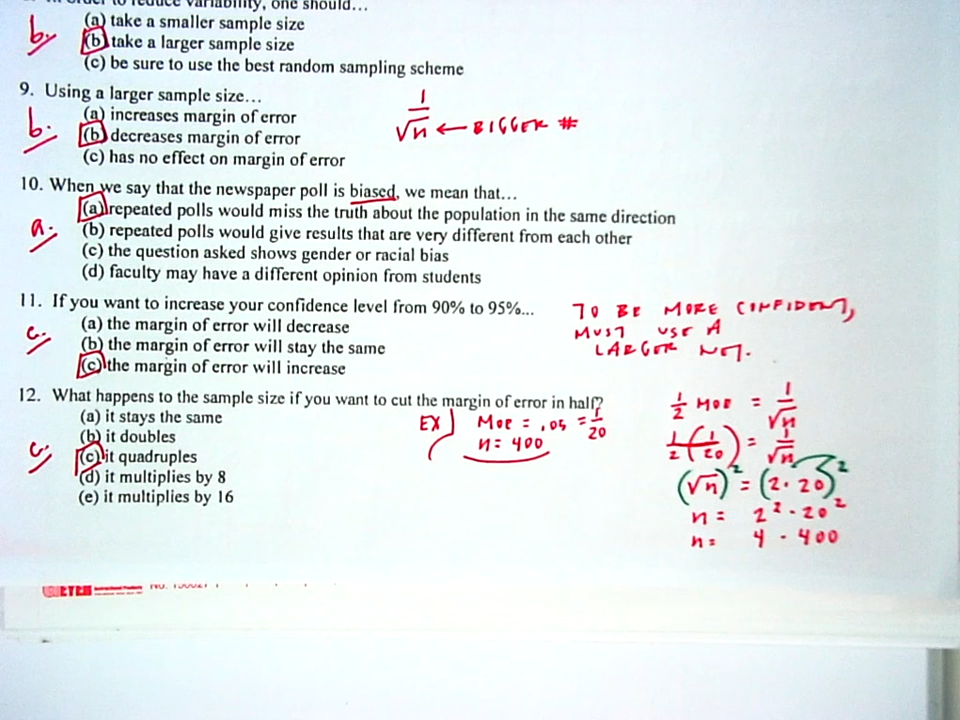 to reduce variability, one should...
(a) take a smaller sample size
b. (b) take a larger sample size
(c) be sure to use the best random sampling scheme
9. Using a larger sample size...
(a) increases margin of error
b. (b) decreases margin of error
(c) has no effect on margin of error
1
√n ← BIGGER #
10. When we say that the newspaper poll is biased, we mean that...
(a) repeated polls would miss the truth about the population in the same direction
a. (b) repeated polls would give results that are very different from each other
(c) the question asked shows gender or racial bias
(d) faculty may have a different opinion from students
11. If you want to increase your confidence level from 90% to 95%...
(a) the margin of error will decrease
c. (b) the margin of error will stay the same
(c) the margin of error will increase
TO BE MORE CONFIDENT,
MUST USE A
LARGER NET.
12. What happens to the sample size if you want to cut the margin of error in half?
(a) it stays the same
(b) it doubles
c. (c) it quadruples
(d) it multiplies by 8
(e) it multiplies by 16
EX) MOE = .05 = 1/20
n = 400
1/2 MOE = 1/√n
1/2 (1/20) = 1/√n
(√n)² = (2·20)²
n = 2² · 20²
n = 4 · 400